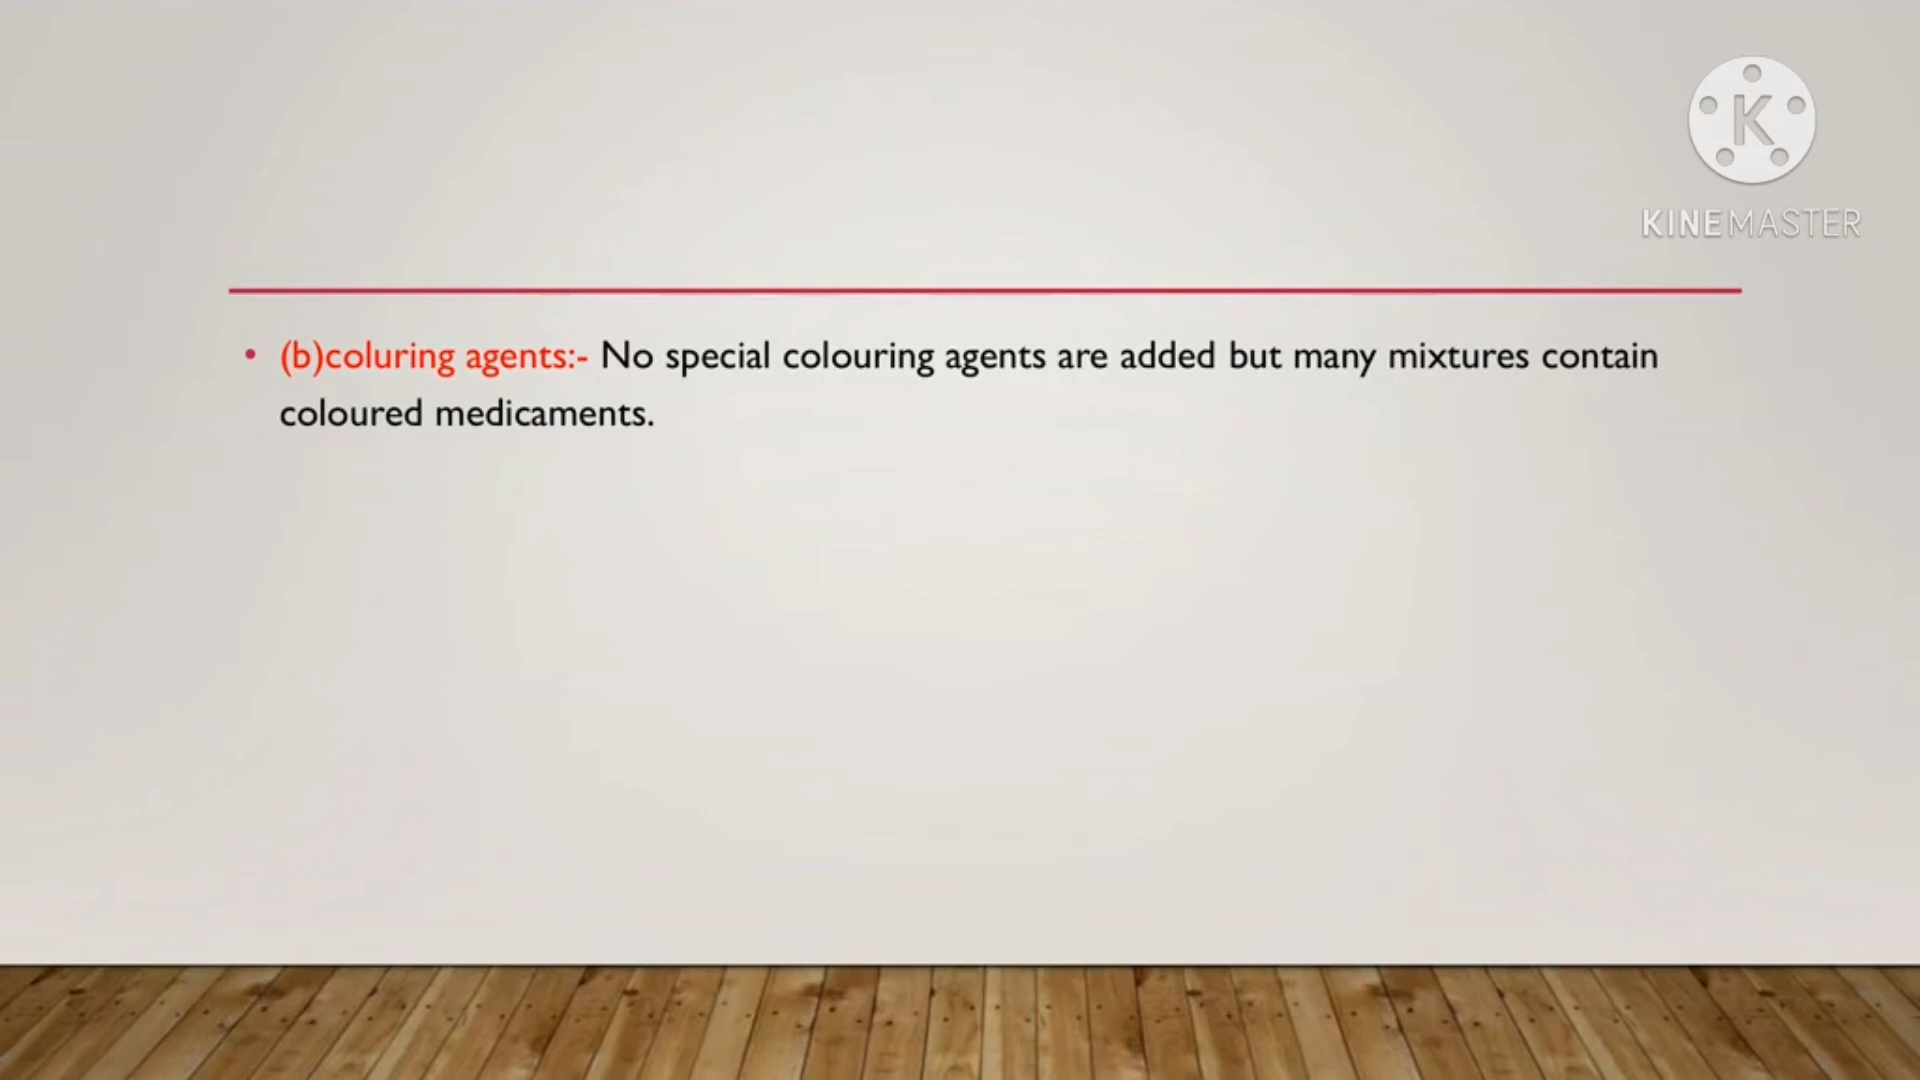 K
KINEMASTER
• (b)coluring agents:- No special colouring agents are added but many mixtures contain
coloured medicaments.